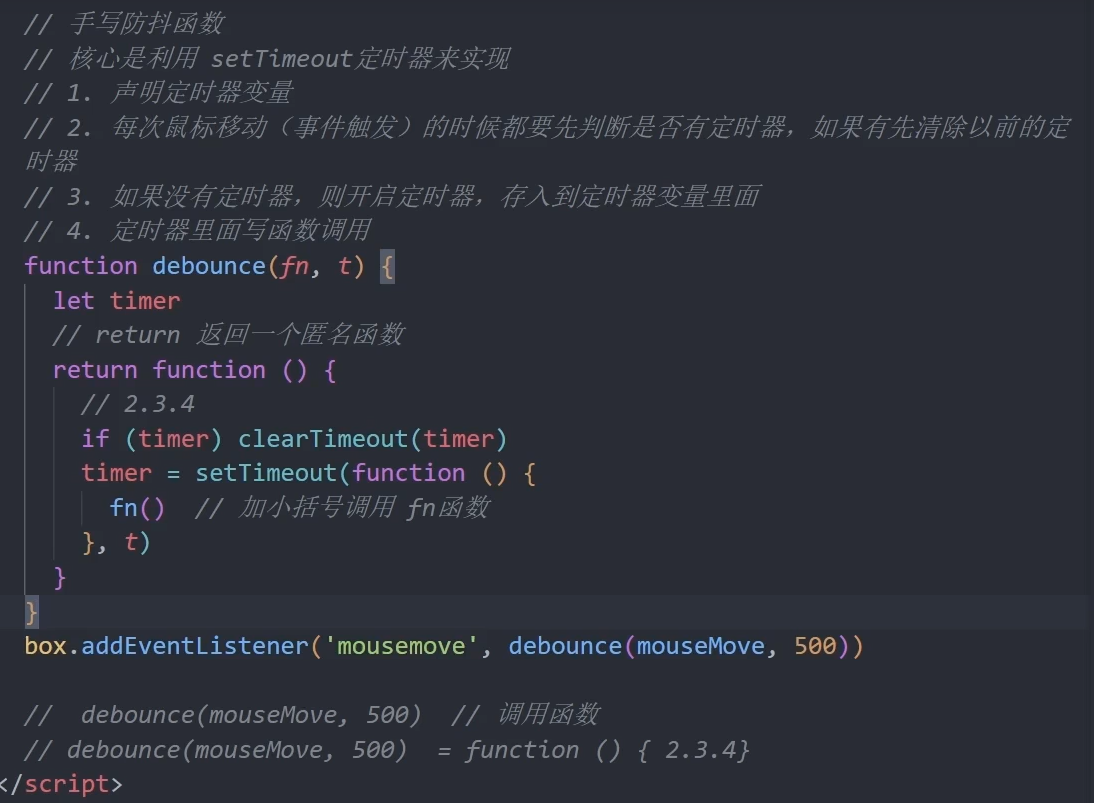 // 手写防抖函数
// 核心是利用 setTimeout定时器来实现
// 1. 声明定时器变量
// 2. 每次鼠标移动（事件触发）的时候都要先判断是否有定时器，如果有先清除以前的定
时器
// 3. 如果没有定时器，则开启定时器，存入到定时器变量里面
// 4. 定时器里面写函数调用
function debounce(fn, t) {
let timer
// return 返回一个匿名函数
return function () {
// 2.3.4
if (timer) clearTimeout(timer)
timer = setTimeout(function () {
fn()  // 加小括号调用 fn函数
}, t)
}
}
box.addEventListener('mousemove', debounce(mouseMove, 500))
//  debounce(mouseMove, 500)  // 调用函数
// debounce(mouseMove, 500)  = function () { 2.3.4}
</script>